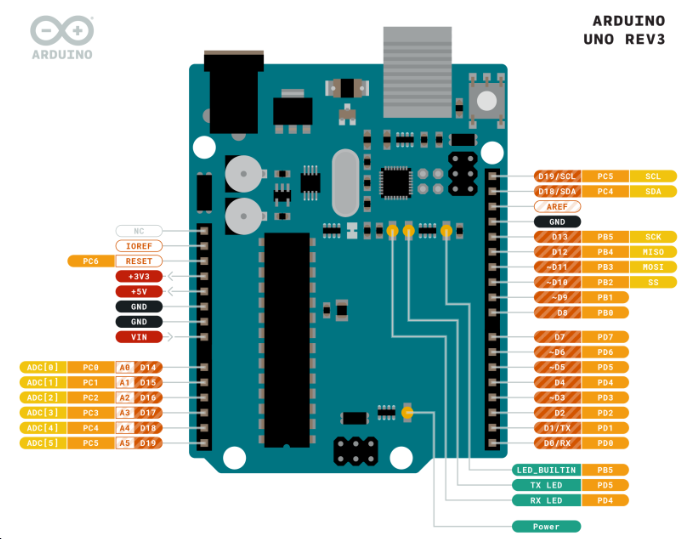 ARDUINO
ARDUINO
UNO REV3
D19/SCL PC5 SCL
D18/SDA PC4 SDA
AREF
GND
D13 PB5 SCK
D12 PB4 MISO
~D11 PB3 MOSI
~D10 PB2 SS
~D9 PB1
D8 PB0
D7 PD7
~D6 PD6
~D5 PD5
D4 PD4
~D3 PD3
D2 PD2
D1/TX PD1
D0/RX PD0
NC
IOREF
PC6 RESET
+3V3
+5V
GND
GND
VIN
ADC[0] PC0 A0 D14
ADC[1] PC1 A1 D15
ADC[2] PC2 A2 D16
ADC[3] PC3 A3 D17
ADC[4] PC4 A4 D18
ADC[5] PC5 A5 D19
LED_BUILTIN PB5
TX LED PD5
RX LED PD4
Power